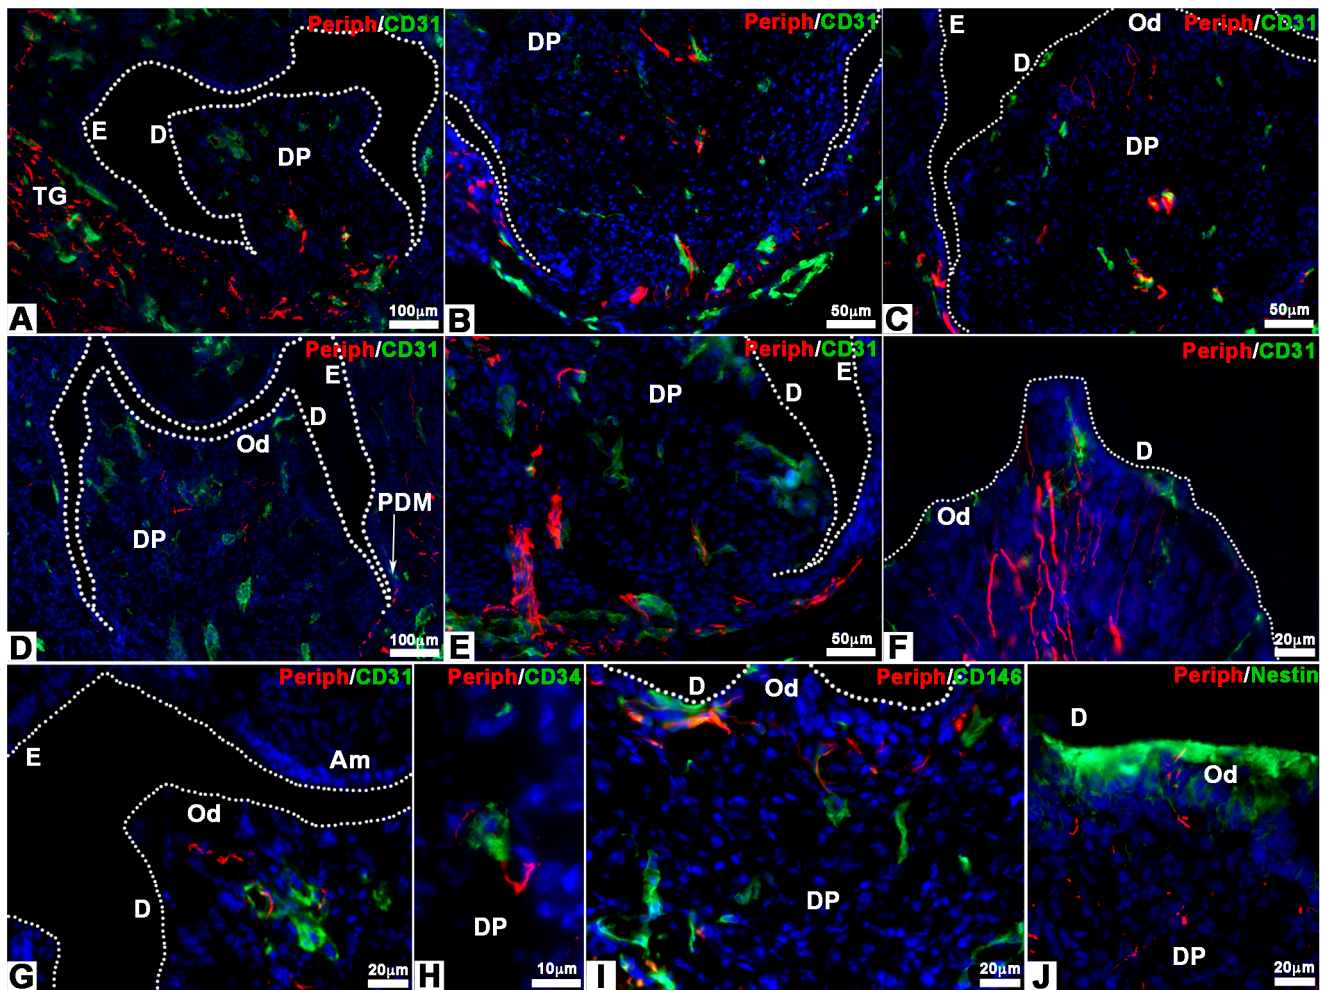 Periph/CD31
E
D
DP
TG
A
100µm
Periph/CD31
DP
B
50µm
Periph/CD31
E
Od
D
DP
C
50µm
Periph/CD31
E
D
Od
PDM
DP
D
100µm
Periph/CD31
E
DP
D
E
50µm
Periph/CD31
D
Od
F
20µm
Periph/CD31
E
Am
Od
D
G
20µm
Periph/CD34
DP
H
10µm
Periph/CD146
D
Od
DP
I
20µm
Periph/Nestin
D
Od
DP
J
20µm